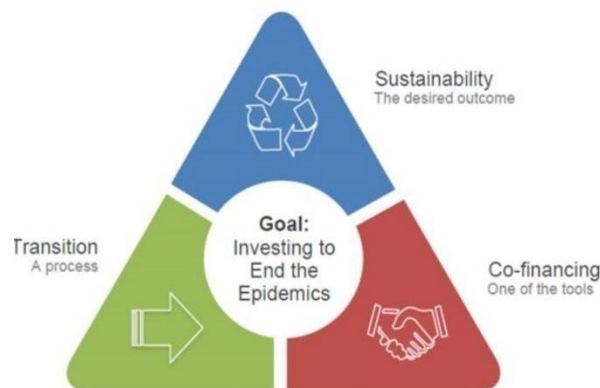 Sustainability
The desired outcome
Goal:
Investing to
End the
Epidemics
Transition
A process
Co-financing
One of the tools